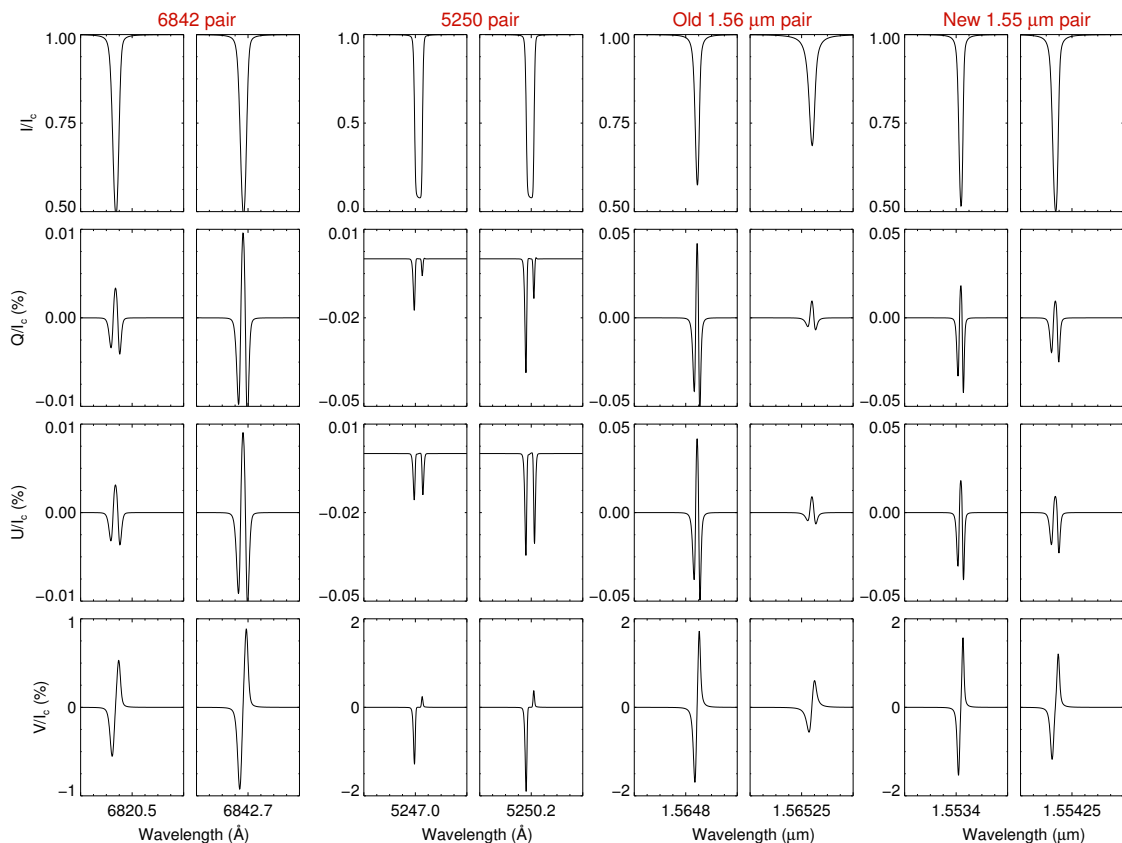 6842 pair 5250 pair Old 1.56 μm pair New 1.55 μm pair
I/Ic
1.00 0.75 0.50
1.0 0.5 0.0
1.00 0.75 0.50
1.00 0.75 0.50
Q/Ic (%)
0.01 0.00 −0.01
0.01 −0.02 −0.05
0.05 0.00 −0.05
0.05 0.00 −0.05
U/Ic (%)
0.01 0.00 −0.01
0.01 −0.02 −0.05
0.05 0.00 −0.05
0.05 0.00 −0.05
V/Ic (%)
1 0 −1
2 0 −2
2 0 −2
2 0 −2
6820.5 6842.7 5247.0 5250.2 1.5648 1.56525 1.5534 1.55425
Wavelength (Å) Wavelength (Å) Wavelength (Å) Wavelength (Å) Wavelength (μm) Wavelength (μm) Wavelength (μm) Wavelength (μm)